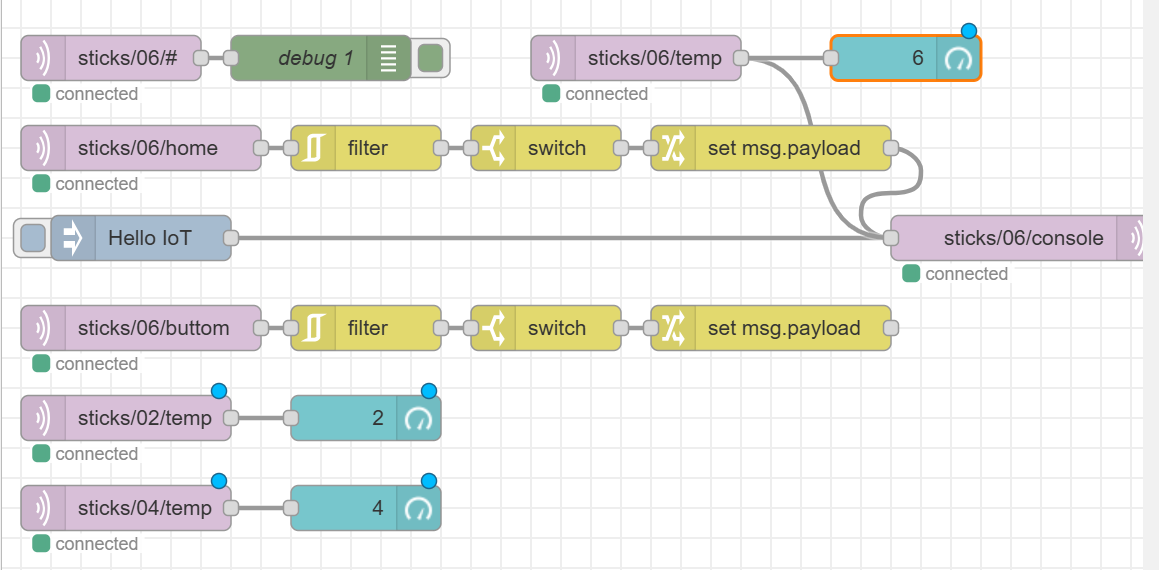 sticks/06/# debug 1 sticks/06/temp 6
connected connected
sticks/06/home filter switch set msg.payload
connected
Hello IoT sticks/06/console
connected
sticks/06/buttom filter switch set msg.payload
connected
sticks/02/temp 2
connected
sticks/04/temp 4
connected